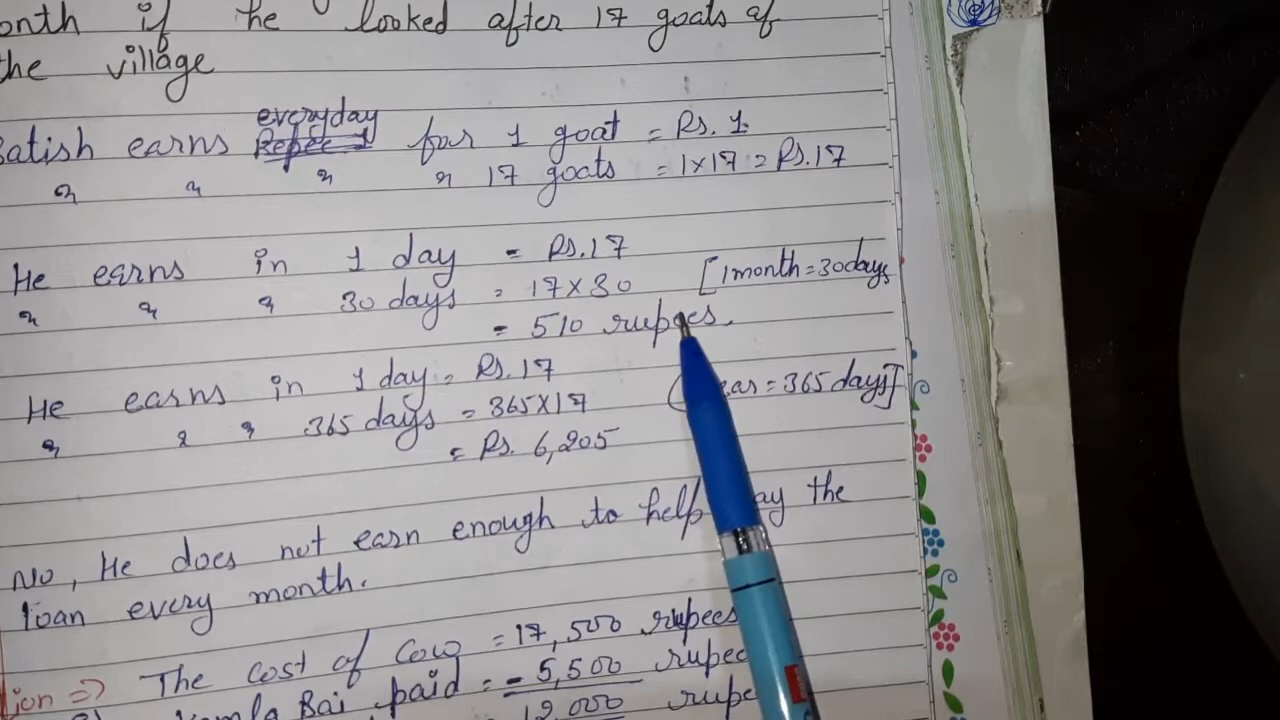 onth if he looked after 17 goats of
the village
everyday
Satish earns for 1 goat = Rs. 1.
" " " " 17 goats = 1×17 = Rs.17
He earns in 1 day = Rs.17
" " " 30 days = 17×30 [1 month = 30 days
= 510 rupees.
He earns in 1 day = Rs.17
" " " 365 days = 365×17 ear = 365 days]
= Rs. 6,205
No, He does not earn enough to help ay the
loan every month.
tion => The cost of Cow = 17,500 rupees
Bai paid = - 5,500 rupee
12,000 rupe